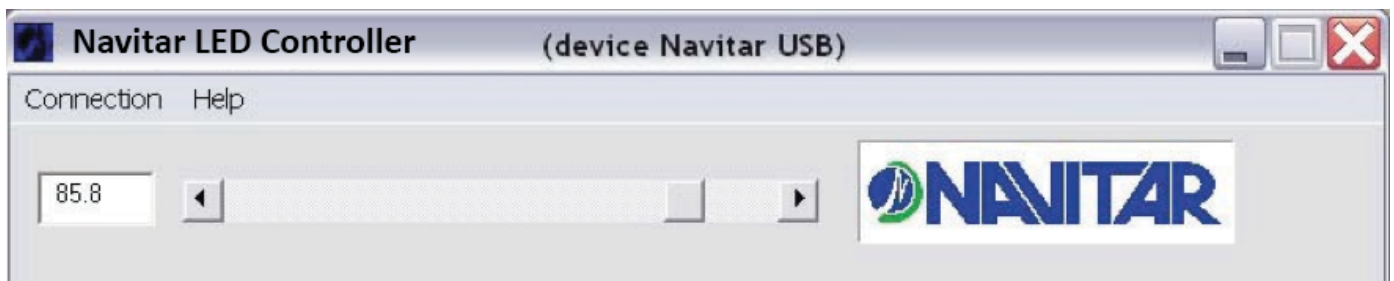 Navitar LED Controller (device Navitar USB)
Connection Help
85.8
NAVITAR